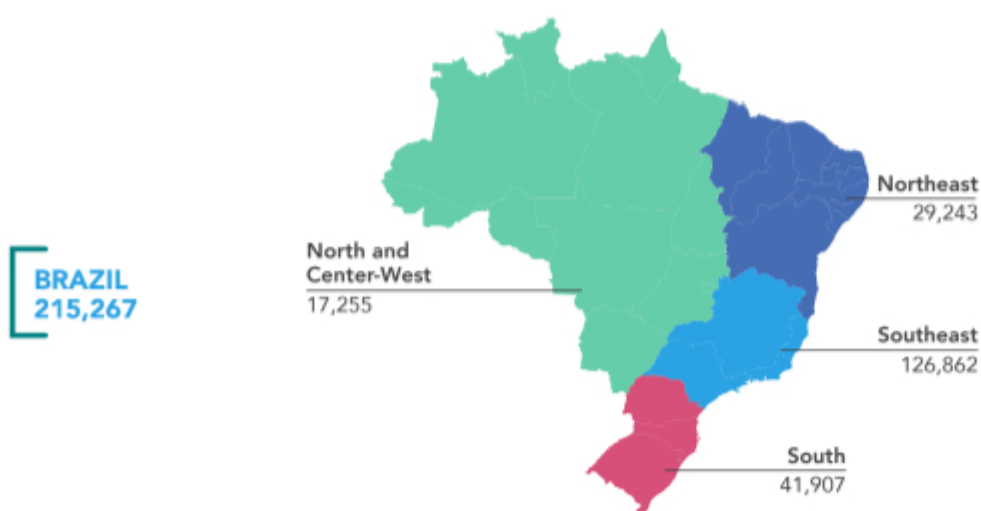 BRAZIL
215,267
North and
Center-West
17,255
Northeast
29,243
Southeast
126,862
South
41,907